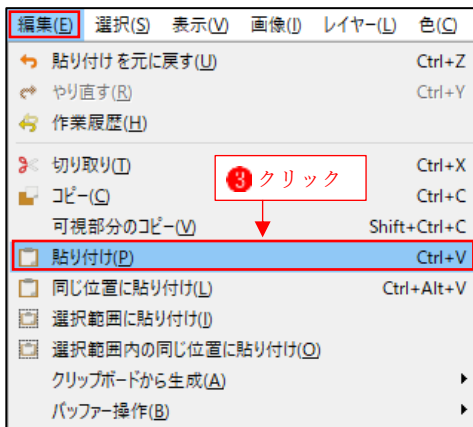 編集(E) 選択(S) 表示(V) 画像(I) レイヤー(L) 色(C)
貼り付け を元に戻す(U) Ctrl+Z
やり直す(R) Ctrl+Y
作業履歴(H)
切り取り(T) Ctrl+X
❸クリック
コピー(C) Ctrl+C
可視部分のコピー(V) Shift+Ctrl+C
貼り付け(P) Ctrl+V
同じ位置に貼り付け(L) Ctrl+Alt+V
選択範囲に貼り付け(I)
選択範囲内の同じ位置に貼り付け(O)
クリップボードから生成(A)
バッファー操作(B)